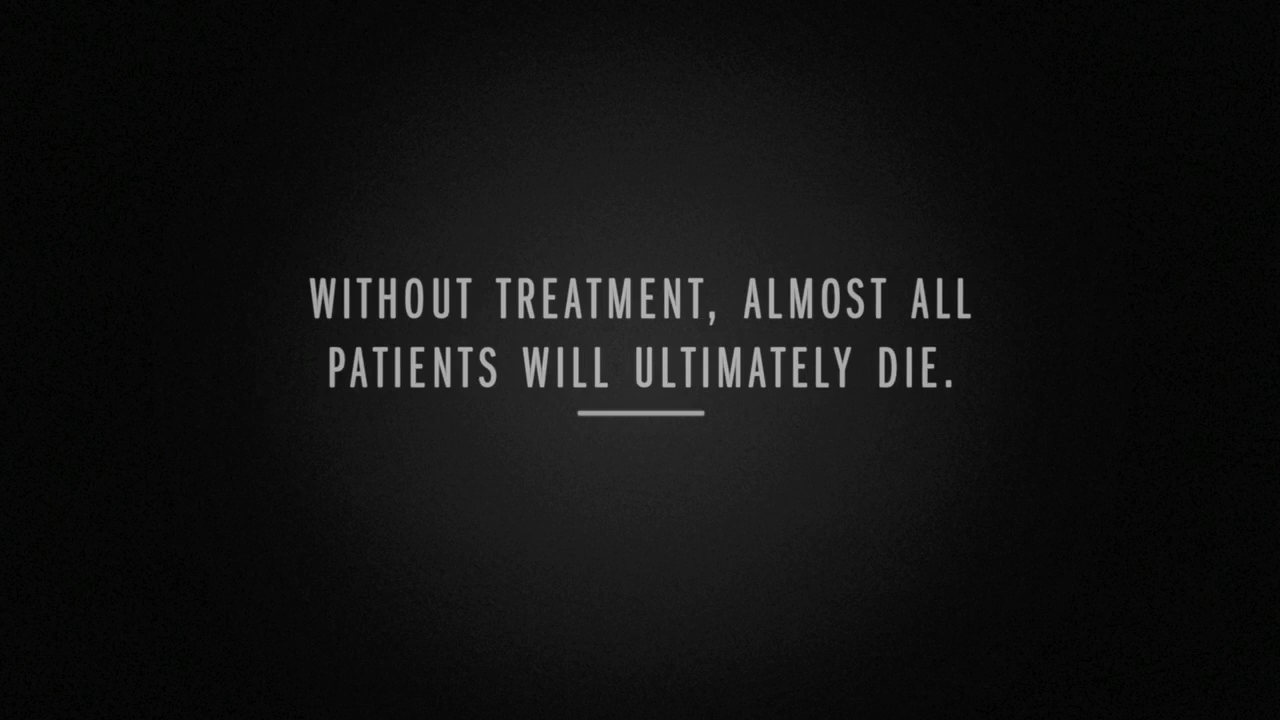 WITHOUT TREATMENT, ALMOST ALL
PATIENTS WILL ULTIMATELY DIE.